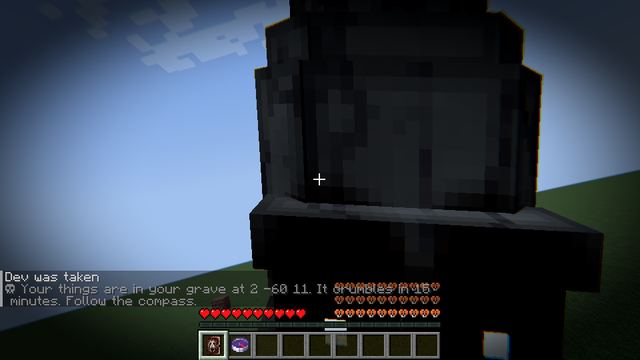 Dev was taken
☠ Your things are in your grave at 2 -60 11. It crumbles in 15
minutes. Follow the compass.